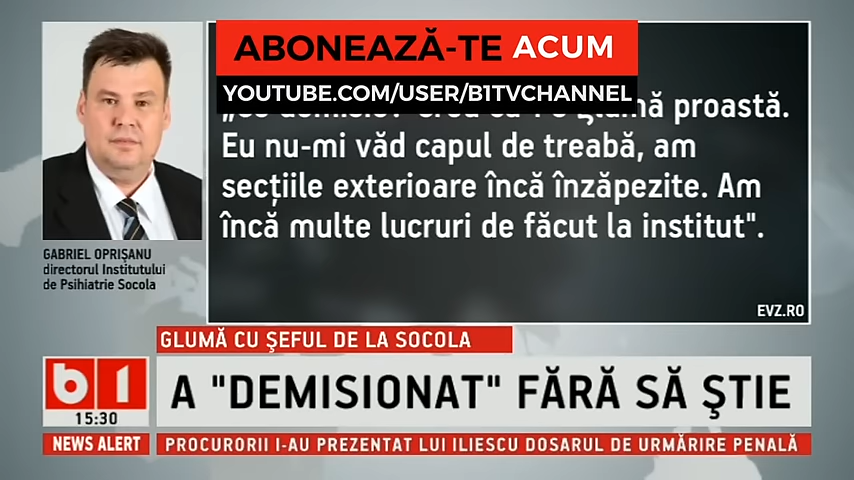 ABONEAZĂ-TE ACUM
YOUTUBE.COM/USER/B1TVCHANNEL
proastă.
Eu nu-mi văd capul de treabă, am
secțiile exterioare încă înzăpezite. Am
încă multe lucruri de făcut la institut".
GABRIEL OPRIŞANU
directorul Institutului
de Psihiatrie Socola
EVZ.RO
GLUMĂ CU ŞEFUL DE LA SOCOLA
b1
A "DEMISIONAT" FĂRĂ SĂ ŞTIE
15:30
NEWS ALERT
PROCURORII I-AU PREZENTAT LUI ILIESCU DOSARUL DE URMĂRIRE PENALĂ